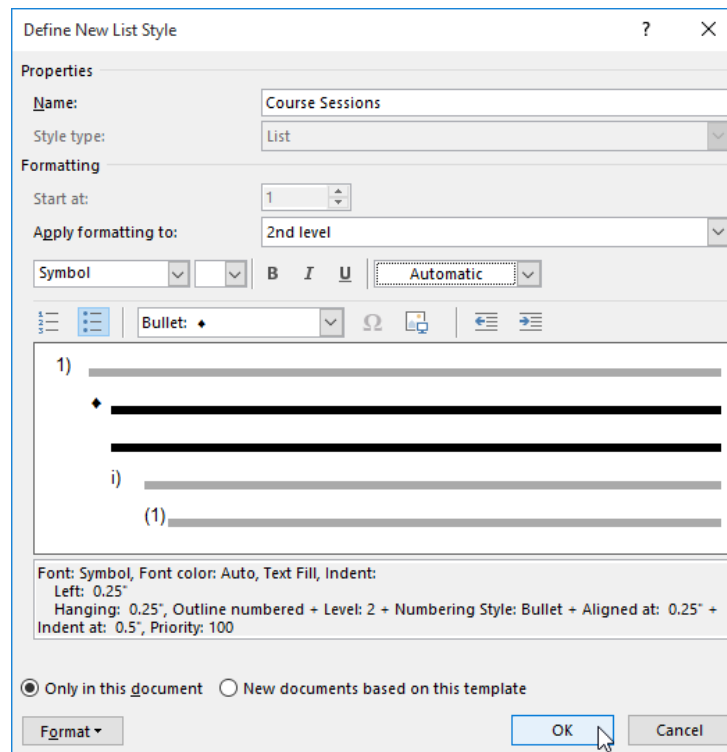 Define New List Style ?
Properties
Name: Course Sessions
Style type: List
Formatting
Start at: 1
Apply formatting to: 2nd level
Symbol B I U Automatic
Bullet: ♦ Ω
1)
♦
i)
(1)
Font: Symbol, Font color: Auto, Text Fill, Indent:
Left: 0.25"
Hanging: 0.25", Outline numbered + Level: 2 + Numbering Style: Bullet + Aligned at: 0.25" +
Indent at: 0.5", Priority: 100
Only in this document New documents based on this template
Format OK Cancel